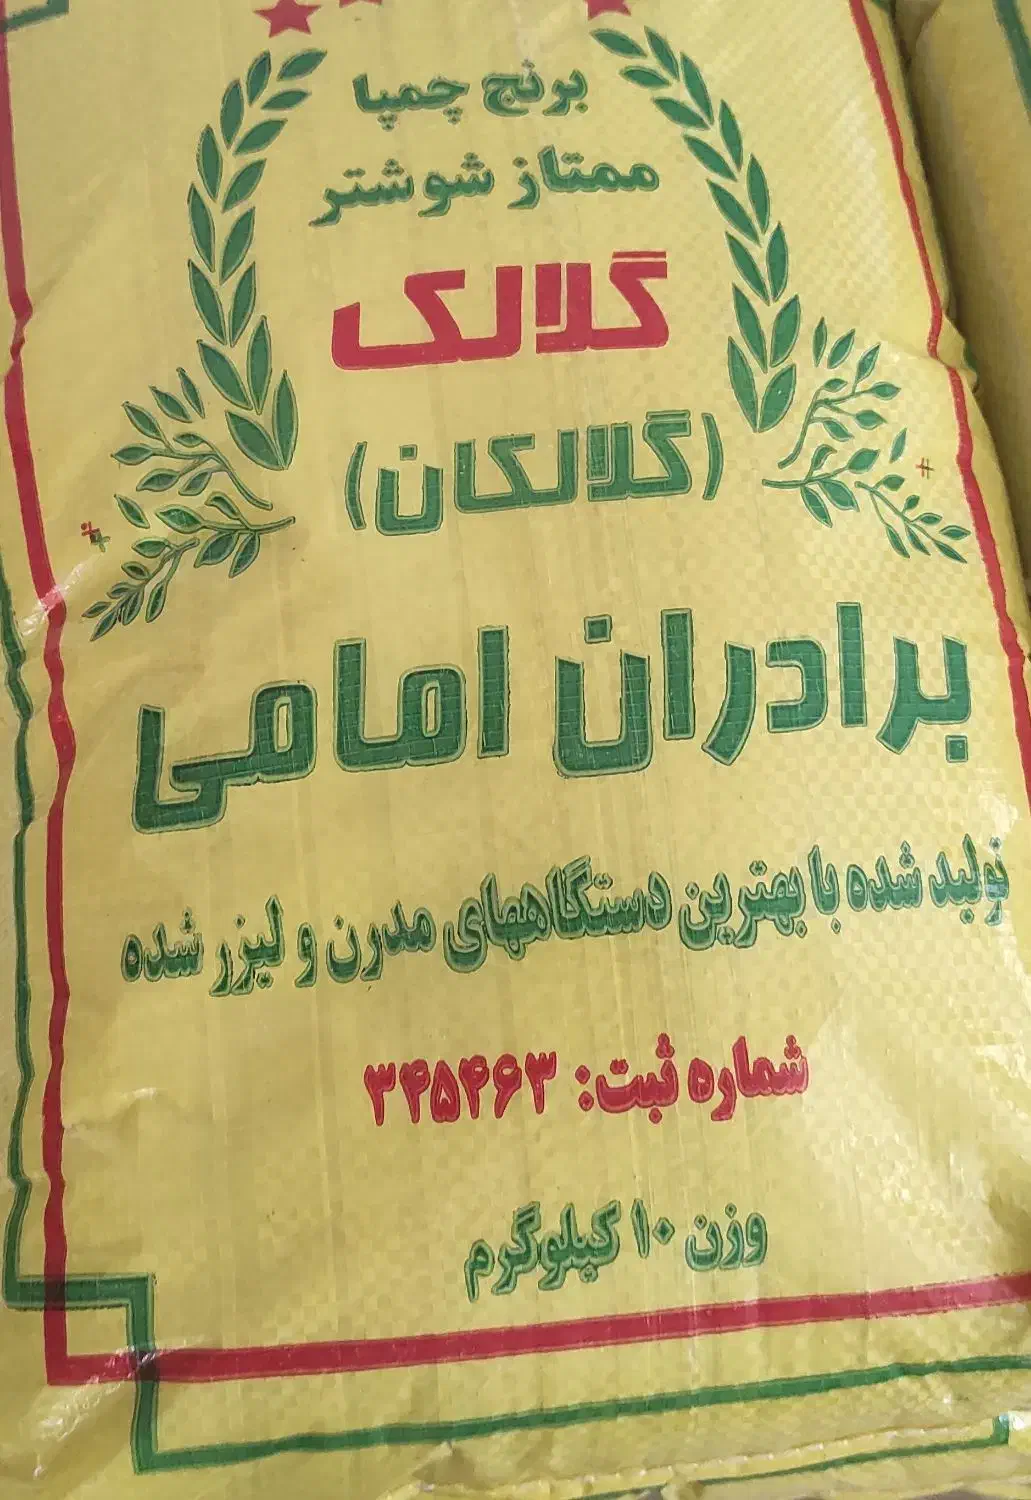 برنج چمپا
ممتاز شوشتر
گلالک
(گلالکان)
برادران امامی
تولید شده با بهترین دستگاههای مدرن و لیزر شده
شماره ثبت: ۳۴۵۴۶۳
وزن ۱۰ کیلوگرم